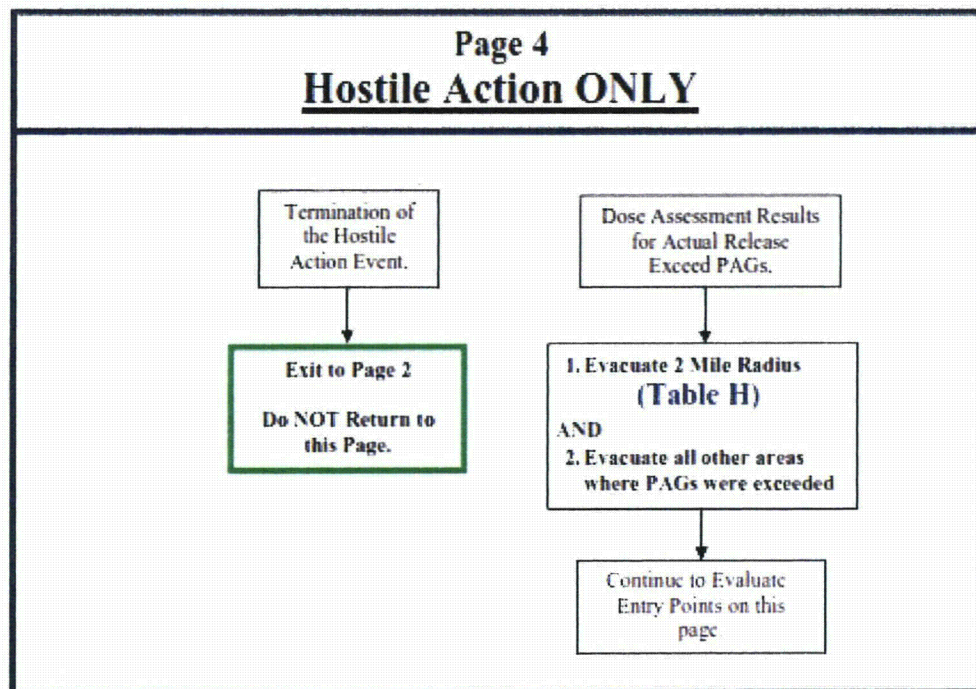 Page 4
Hostile Action ONLY
Termination of
the Hostile
Action Event.
Exit to Page 2
Do NOT Return to
this Page.
Dose Assessment Results
for Actual Release
Exceed PAGs.
1. Evacuate 2 Mile Radius
(Table H)
AND
2. Evacuate all other areas
where PAGs were exceeded
Continue to Evaluate
Entry Points on this
page